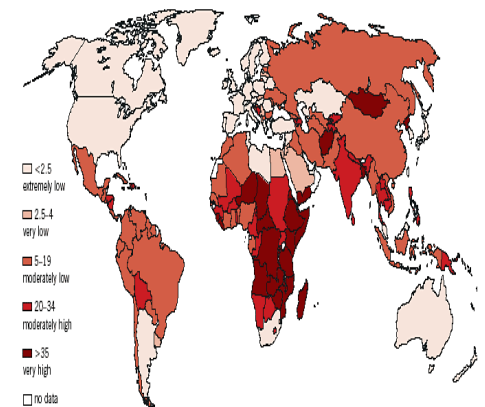 <2.5
extremely low
2.5–4
very low
5–19
moderately low
20–34
moderately high
>35
very high
no data